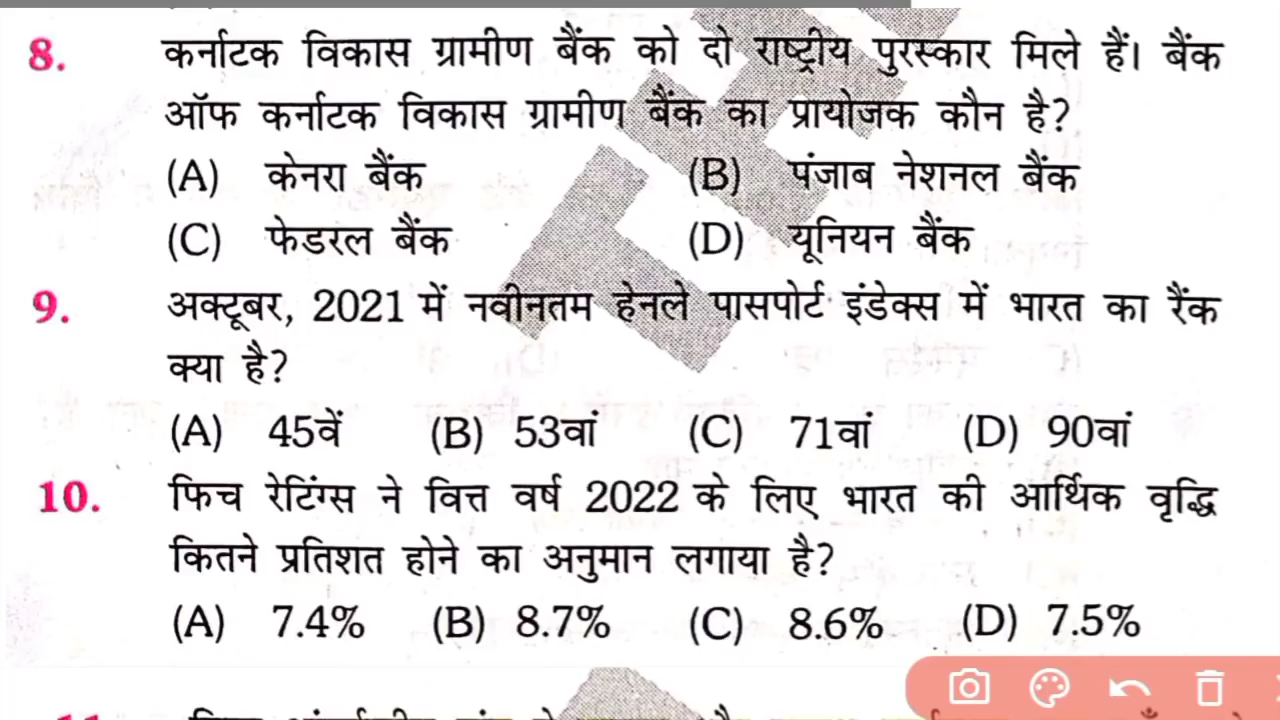 8. कर्नाटक विकास ग्रामीण बैंक को दो राष्ट्रीय पुरस्कार मिले हैं। बैंक
ऑफ कर्नाटक विकास ग्रामीण बैंक का प्रायोजक कौन है?
(A) केनरा बैंक (B) पंजाब नेशनल बैंक
(C) फेडरल बैंक (D) यूनियन बैंक
9. अक्टूबर, 2021 में नवीनतम हेनले पासपोर्ट इंडेक्स में भारत का रैंक
क्या है?
(A) 45वें (B) 53वां (C) 71वां (D) 90वां
10. फिच रेटिंग्स ने वित्त वर्ष 2022 के लिए भारत की आर्थिक वृद्धि
कितने प्रतिशत होने का अनुमान लगाया है?
(A) 7.4% (B) 8.7% (C) 8.6% (D) 7.5%